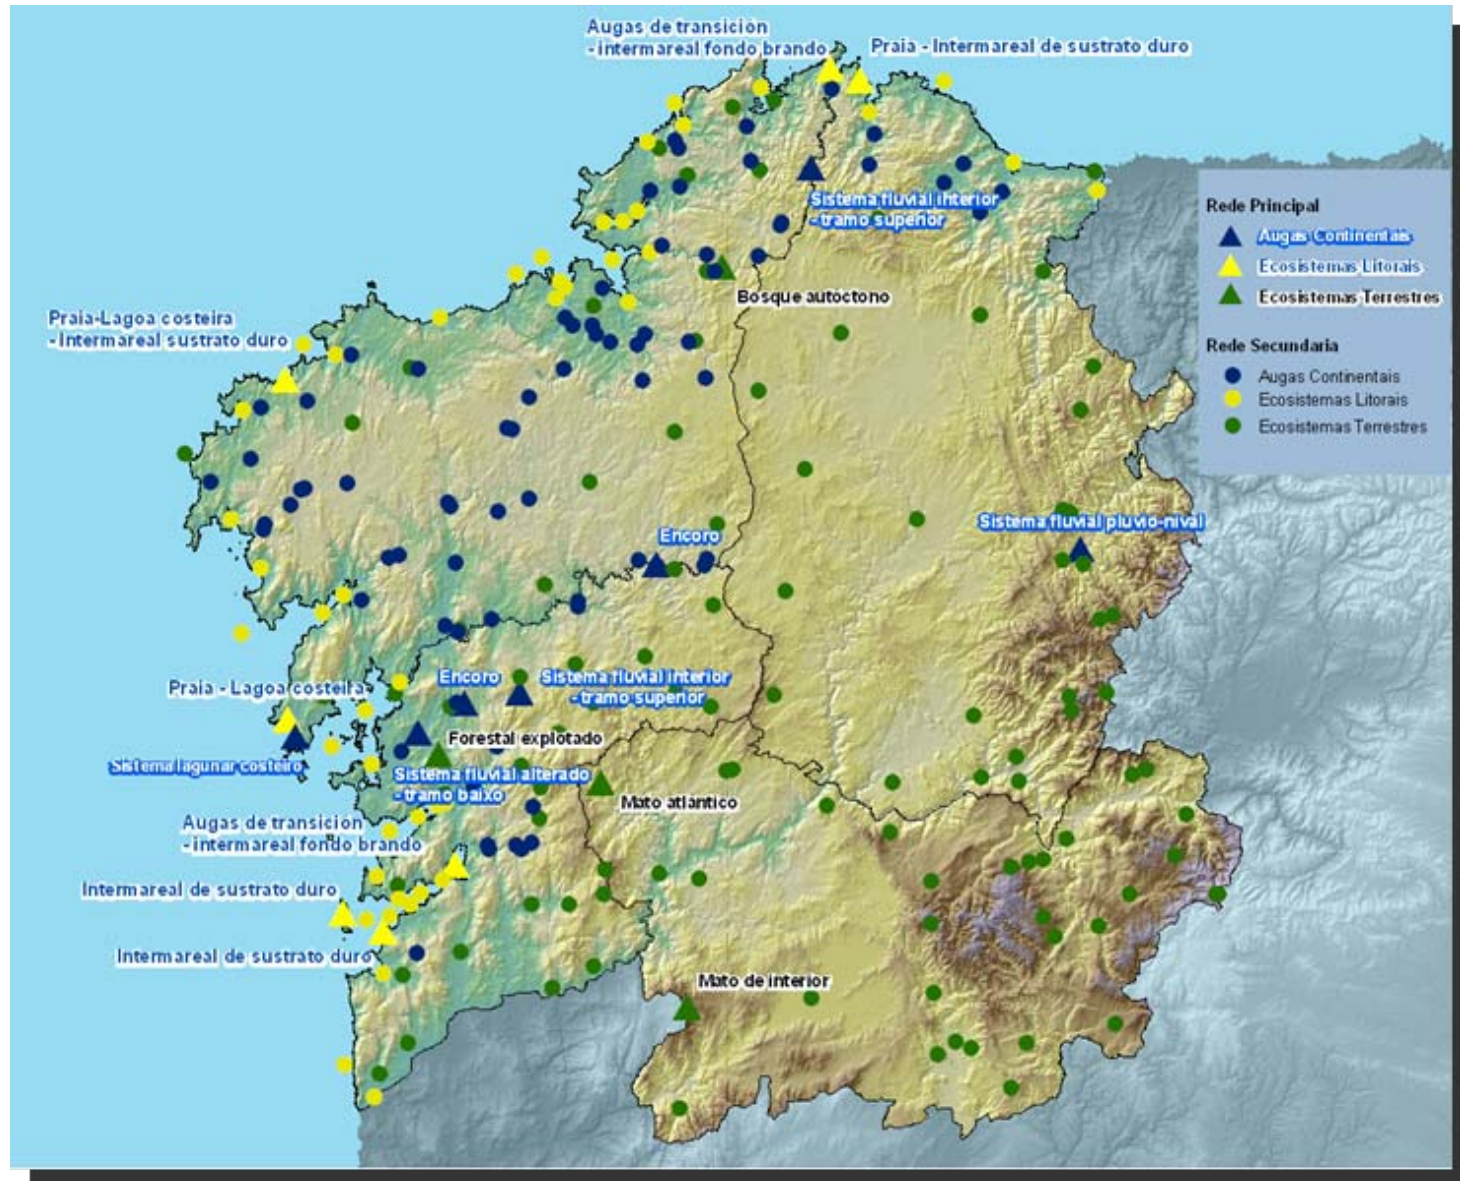 Augas de transición
- intermareal fondo brando
Praia - Intermareal de sustrato duro
Sistema fluvial interior
- tramo superior
Rede Principal
Augas Continentais
Ecosistemas Litorais
Ecosistemas Terrestres
Rede Secundaria
Augas Continentais
Ecosistemas Litorais
Ecosistemas Terrestres
Bosque autóctono
Praia-Lagoa costeira
- Intermareal sustrato duro
Sistema fluvial pluvio-nival
Encoro
Encoro
Sistema fluvial interior
- tramo superior
Praia - Lagoa costeira
Forestal explotado
Sistema lagunar costeiro
Sistema fluvial alterado
- tramo baixo
Mato atlántico
Augas de transición
- intermareal fondo brando
Intermareal de sustrato duro
Intermareal de sustrato duro
Mato de interior